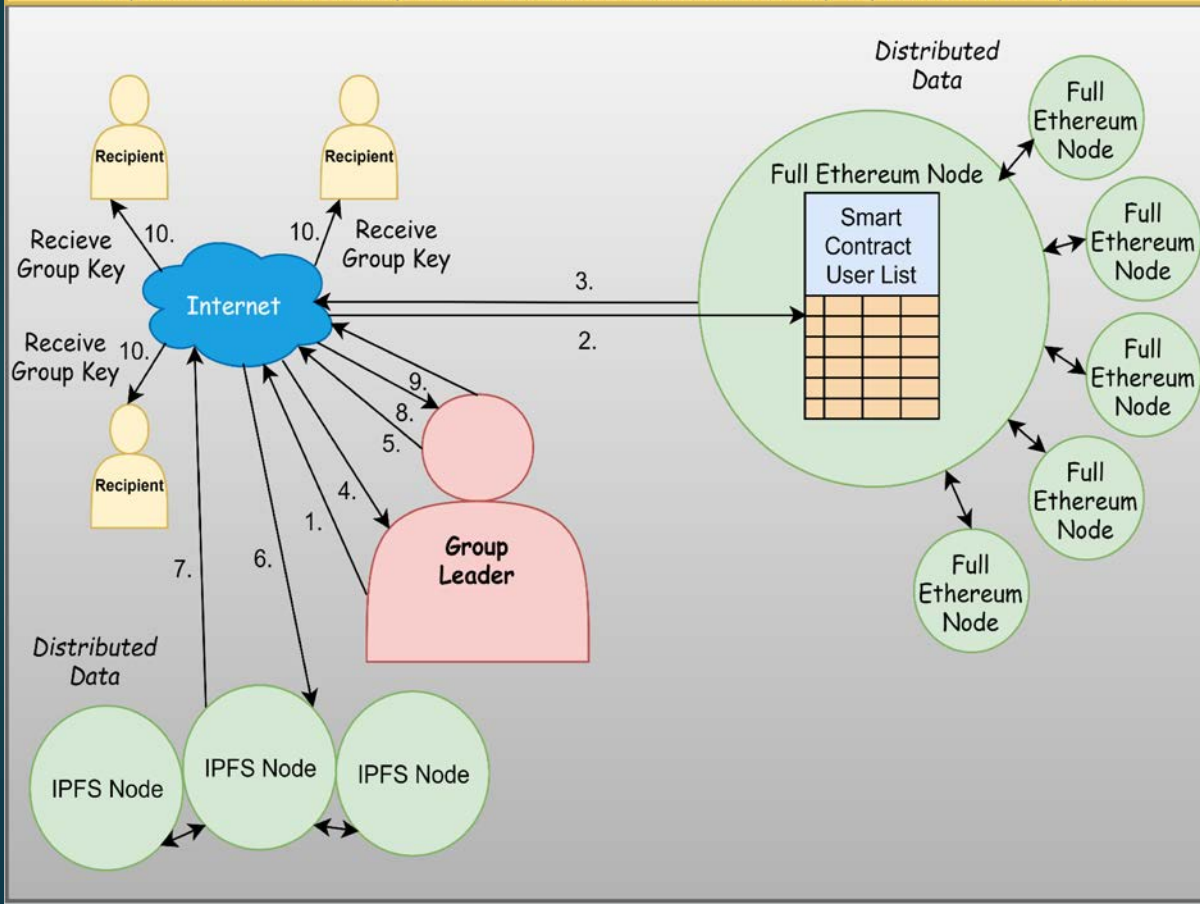 Distributed
Data
Full
Ethereum
Node
Recipient
Recipient
Full Ethereum Node
Smart
Contract
User List
Full
Ethereum
Node
10.
Recieve
Group Key
10.
Receive
Group Key
Internet
3.
2.
Full
Ethereum
Node
Receive
Group Key
10.
9.
8.
5.
4.
1.
Recipient
Full
Ethereum
Node
Group
Leader
6.
7.
Full
Ethereum
Node
Distributed
Data
IPFS Node
IPFS Node
IPFS Node